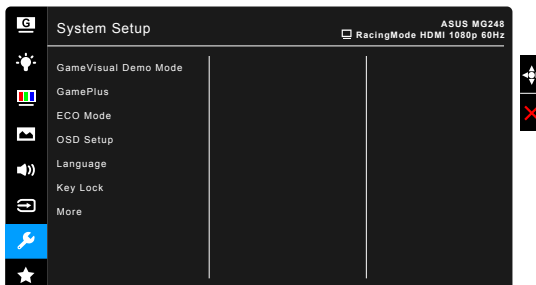 G
System Setup
ASUS MG248
RacingMode HDMI 1080p 60Hz
GameVisual Demo Mode
GamePlus
ECO Mode
OSD Setup
Language
Key Lock
More